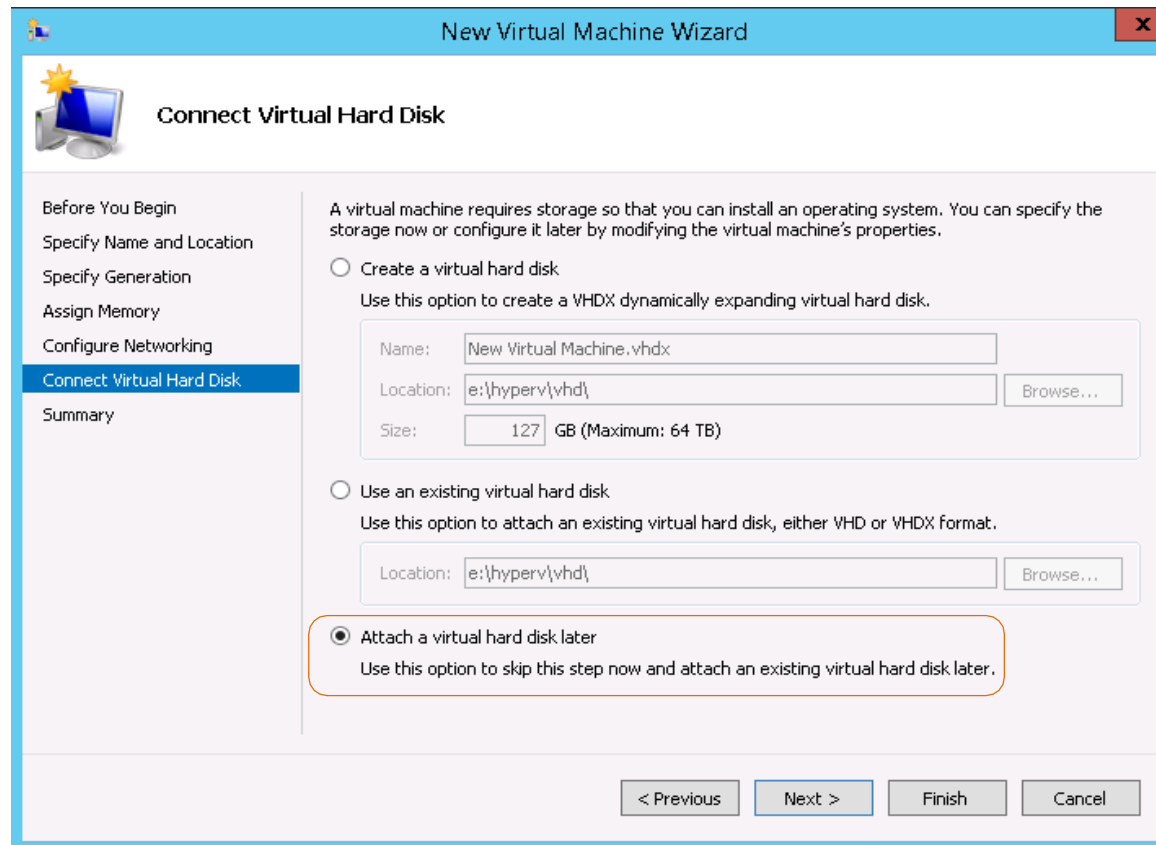 New Virtual Machine Wizard
x
Connect Virtual Hard Disk
Before You Begin
Specify Name and Location
Specify Generation
Assign Memory
Configure Networking
Connect Virtual Hard Disk
Summary
A virtual machine requires storage so that you can install an operating system. You can specify the
storage now or configure it later by modifying the virtual machine's properties.
Create a virtual hard disk
Use this option to create a VHDX dynamically expanding virtual hard disk.
Name: New Virtual Machine.vhdx
Location: e:\hyperv\vhd\ Browse...
Size: 127 GB (Maximum: 64 TB)
Use an existing virtual hard disk
Use this option to attach an existing virtual hard disk, either VHD or VHDX format.
Location: e:\hyperv\vhd\ Browse...
Attach a virtual hard disk later
Use this option to skip this step now and attach an existing virtual hard disk later.
< Previous Next > Finish Cancel